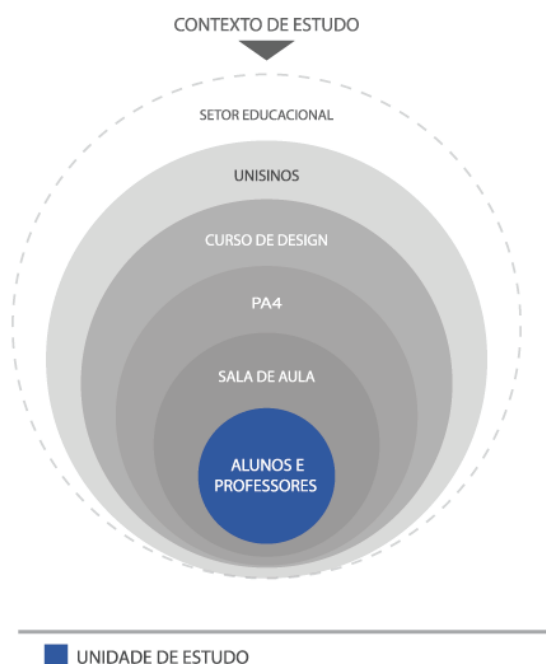 CONTEXTO DE ESTUDO
SETOR EDUCACIONAL
UNISINOS
CURSO DE DESIGN
PA4
SALA DE AULA
ALUNOS E
PROFESSORES
UNIDADE DE ESTUDO